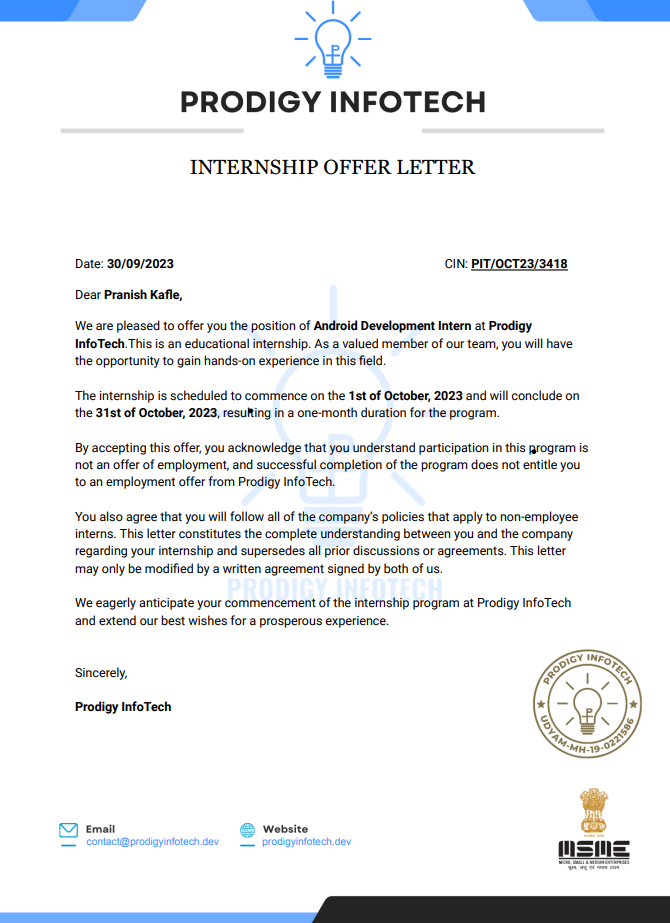 PRODIGY INFOTECH
INTERNSHIP OFFER LETTER
Date: 30/09/2023 CIN: PIT/OCT23/3418
Dear Pranish Kafle,
We are pleased to offer you the position of Android Development Intern at Prodigy
InfoTech.This is an educational internship. As a valued member of our team, you will have
the opportunity to gain hands-on experience in this field.
The internship is scheduled to commence on the 1st of October, 2023 and will conclude on
the 31st of October, 2023, resulting in a one-month duration for the program.
By accepting this offer, you acknowledge that you understand participation in this program is
not an offer of employment, and successful completion of the program does not entitle you
to an employment offer from Prodigy InfoTech.
You also agree that you will follow all of the company's policies that apply to non-employee
interns. This letter constitutes the complete understanding between you and the company
regarding your internship and supersedes all prior discussions or agreements. This letter
may only be modified by a written agreement signed by both of us.
PRODIGY INFOTECH
We eagerly anticipate your commencement of the internship program at Prodigy InfoTech
and extend our best wishes for a prosperous experience.
Sincerely,
Prodigy InfoTech
PRODIGY INFOTECH
UDYAM-MH-19-0221586
Email
contact@prodigyinfotech.dev
Website
prodigyinfotech.dev
MSME
MICRO, SMALL & MEDIUM ENTERPRISES
सूक्ष्म, लघु एवं मध्यम उद्यम